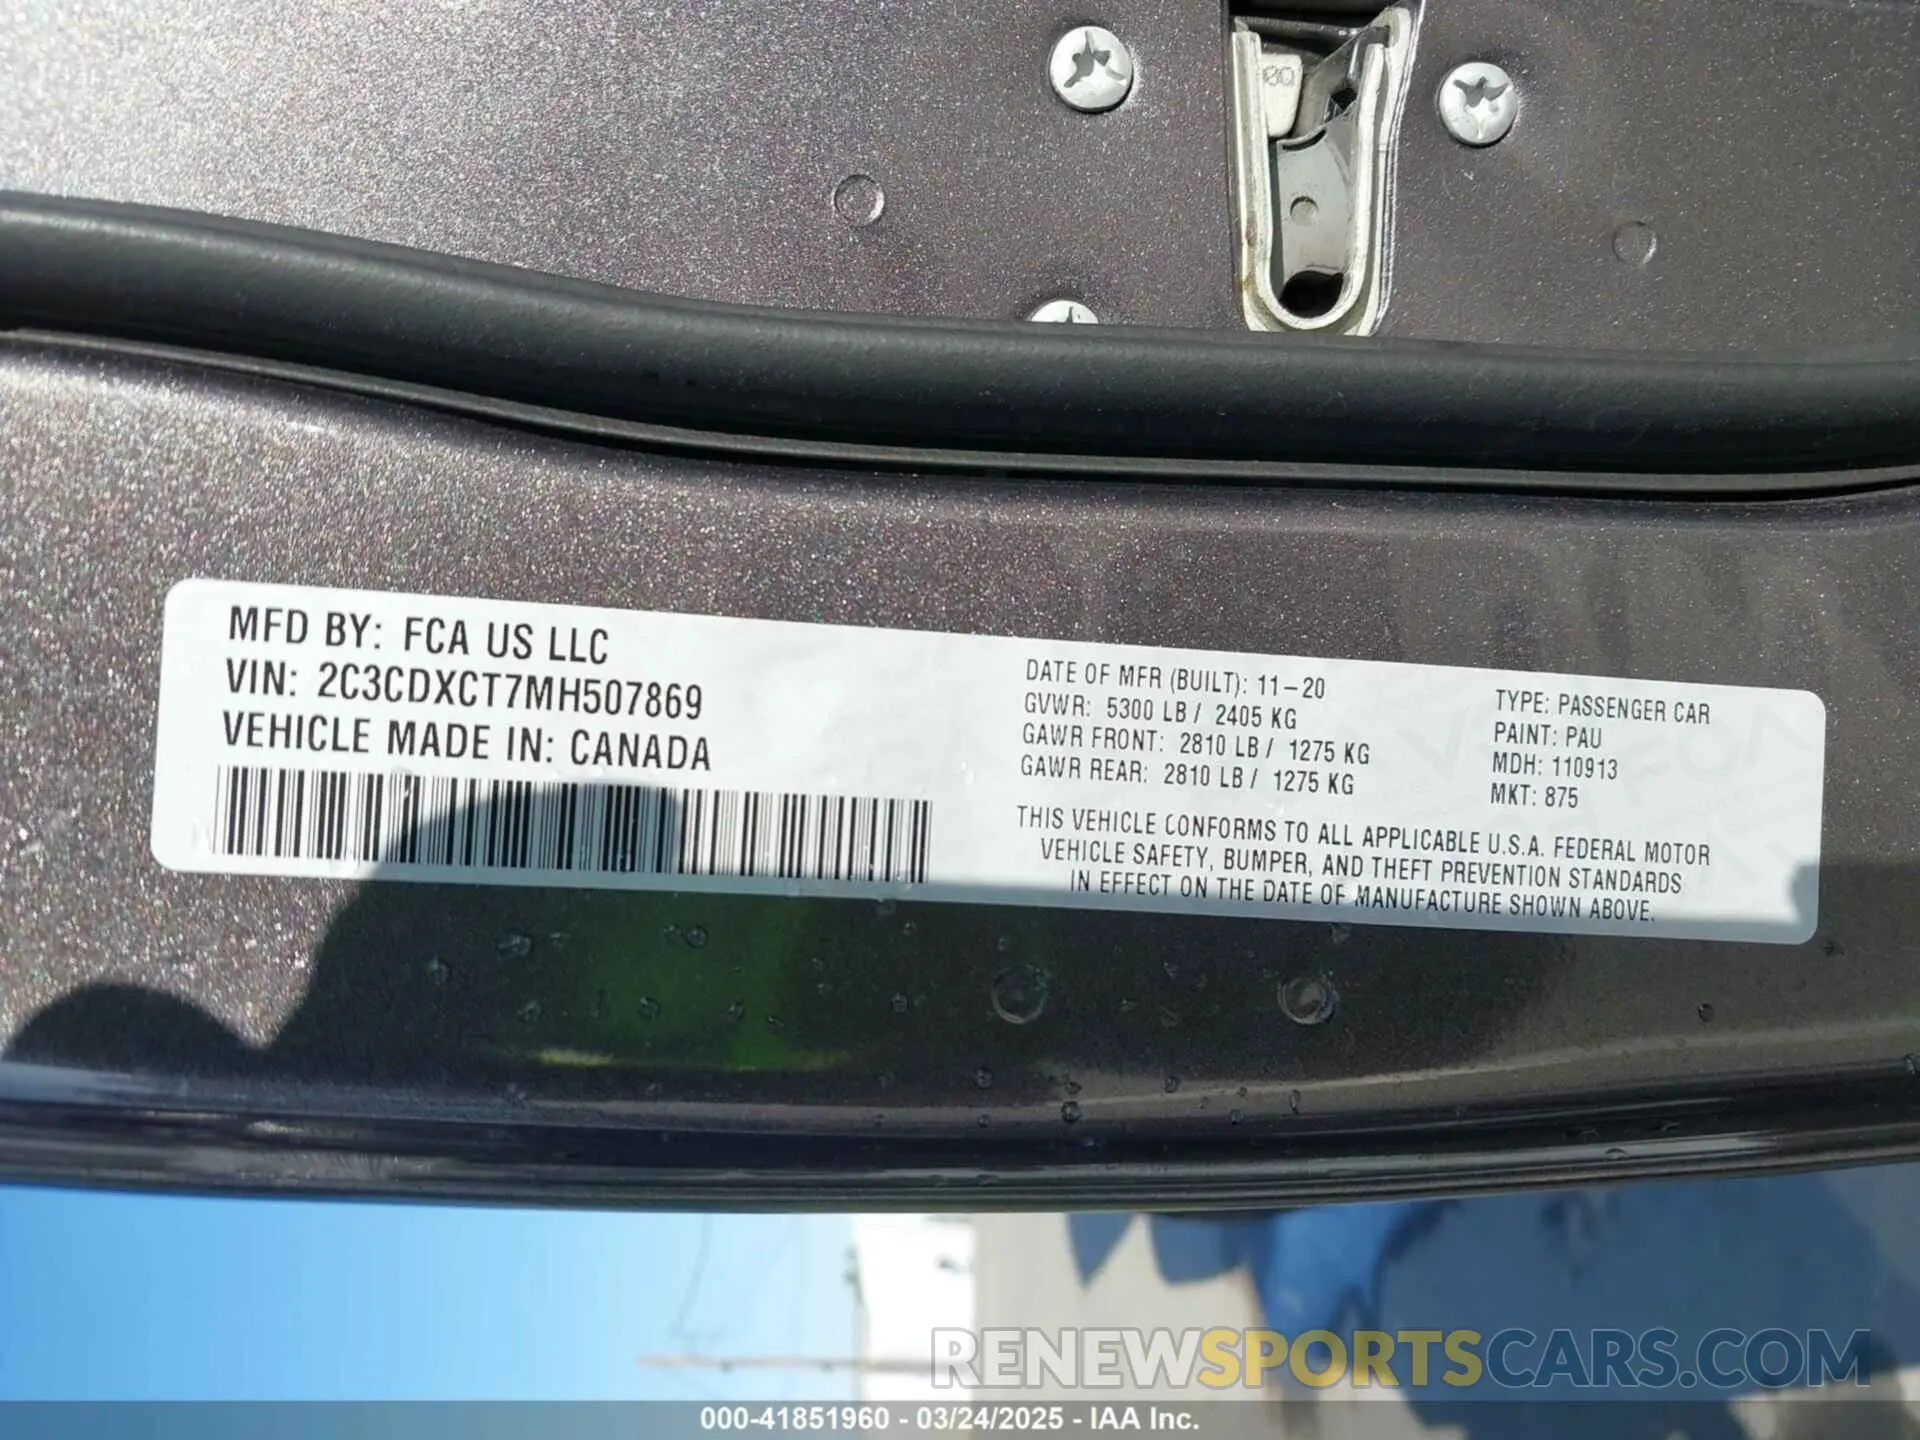 MFD BY: FCA US LLC
VIN: 2C3CDXCT7MH507869
VEHICLE MADE IN: CANADA
DATE OF MFR (BUILT): 11-20
GVWR: 5300 LB / 2405 KG
GAWR FRONT: 2810 LB / 1275 KG
GAWR REAR: 2810 LB / 1275 KG
TYPE: PASSENGER CAR
PAINT: PAU
MDH: 110913
MKT: 875
THIS VEHICLE CONFORMS TO ALL APPLICABLE U.S.A. FEDERAL MOTOR
VEHICLE SAFETY, BUMPER, AND THEFT PREVENTION STANDARDS
IN EFFECT ON THE DATE OF MANUFACTURE SHOWN ABOVE.
RENEWSPORTSCARS.COM
000-41851960 - 03/24/2025 - IAA Inc.